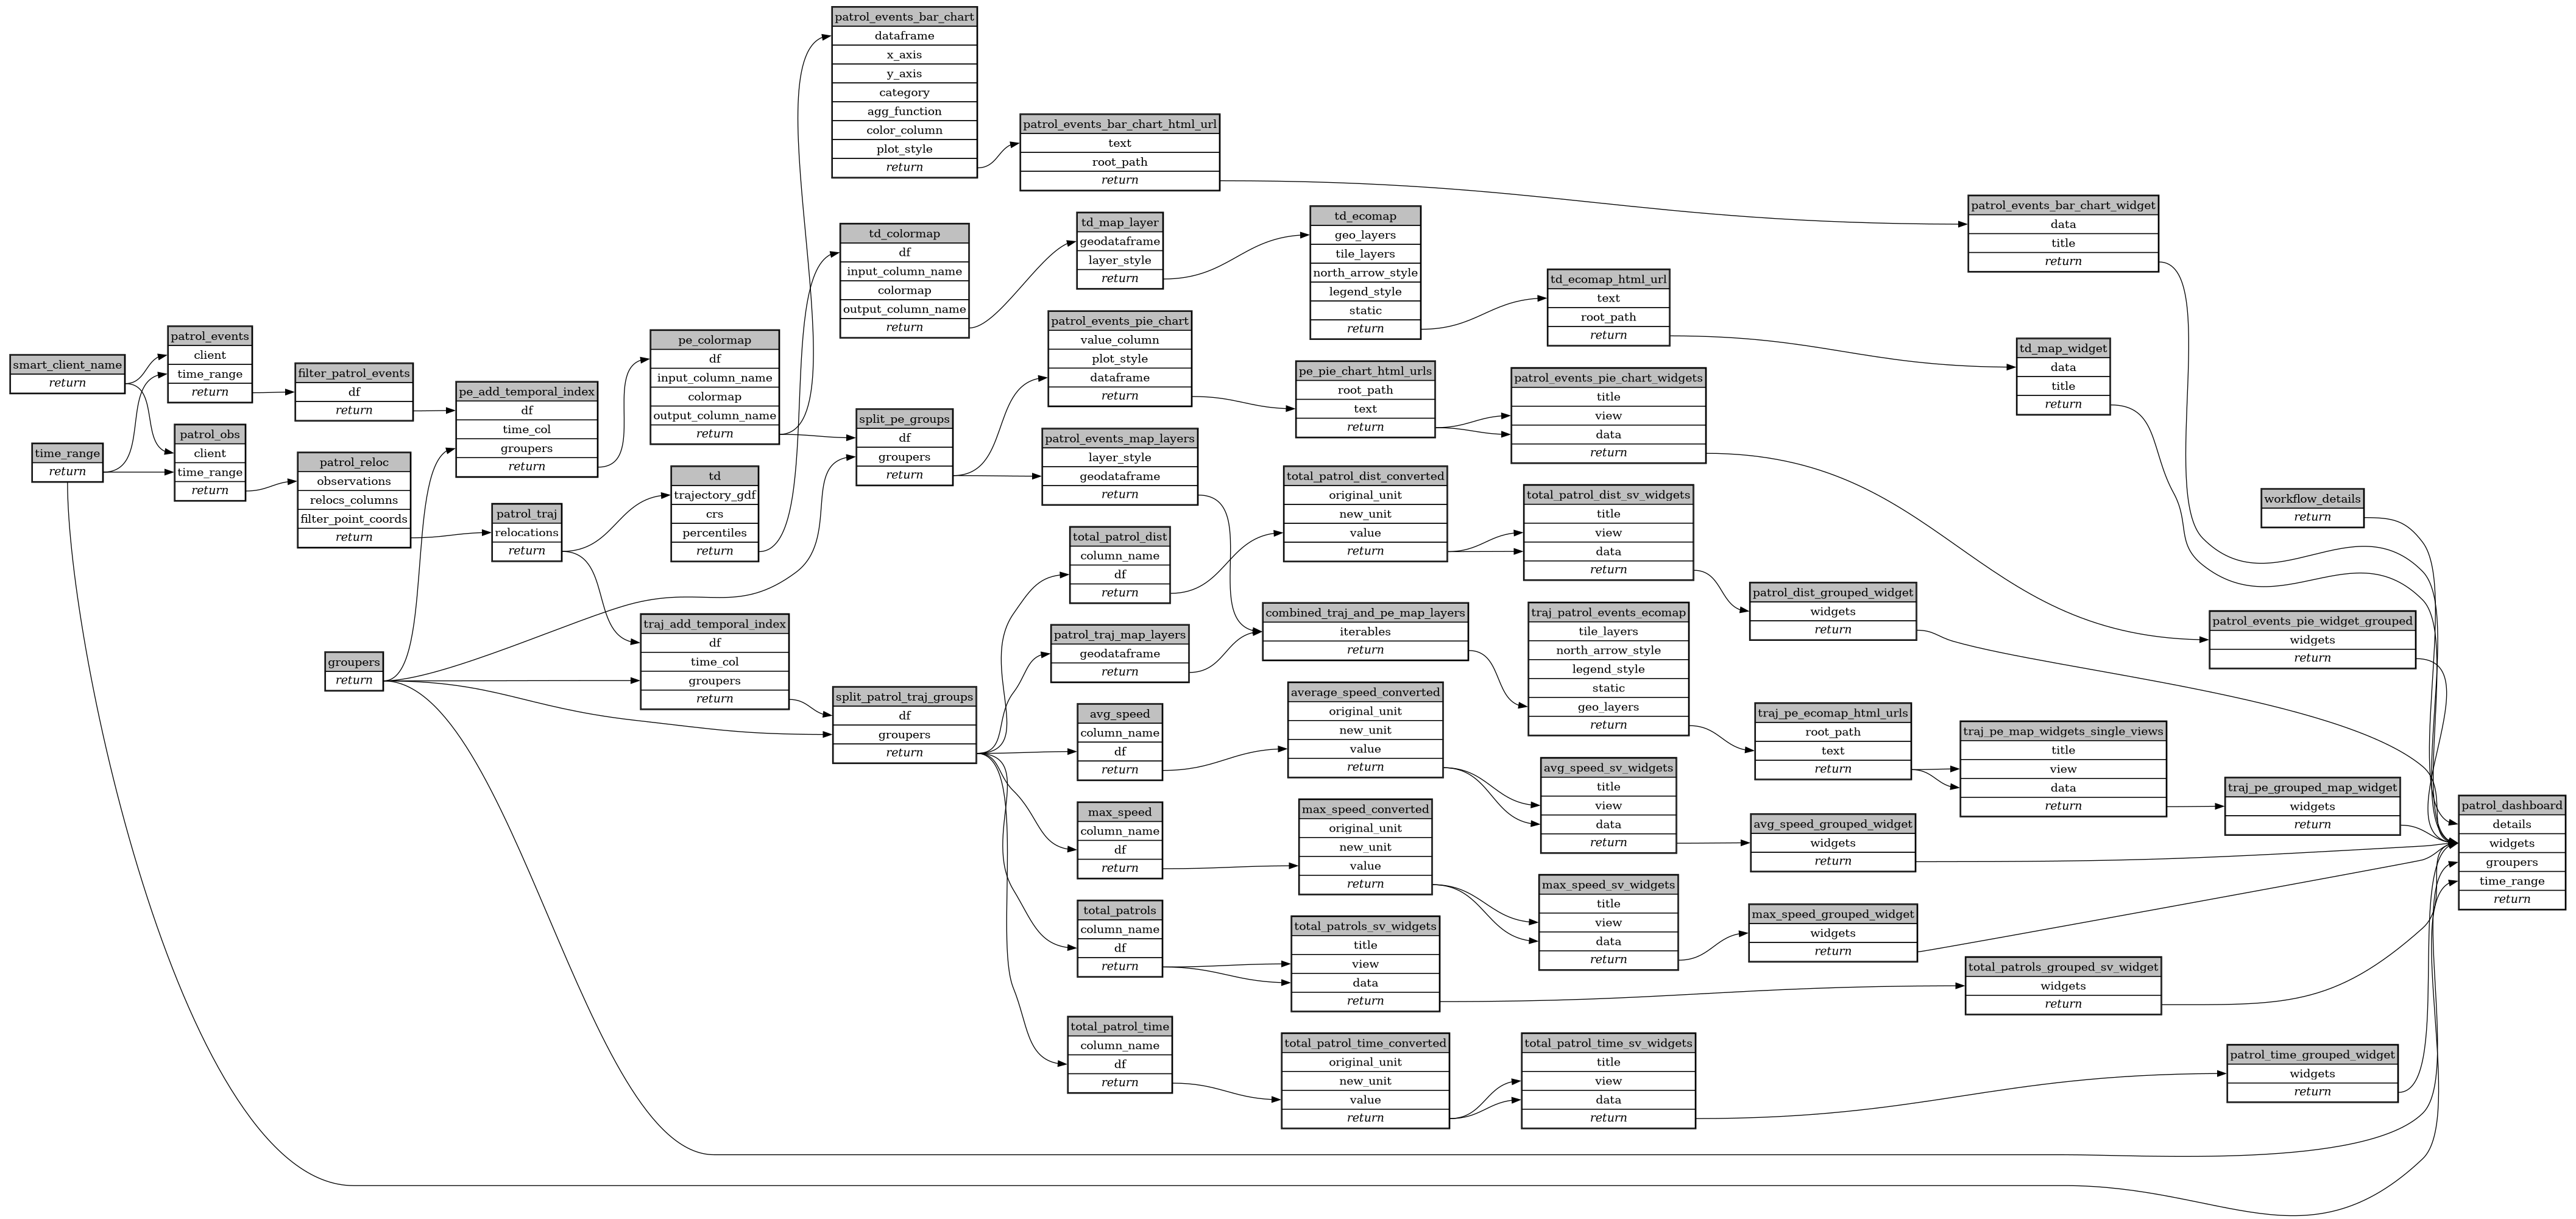 patrol_events_bar_chart
dataframe
x_axis
y_axis
category
agg_function
color_column
plot_style
return
patrol_events_bar_chart_html_url
text
root_path
return
patrol_events_bar_chart_widget
data
title
return
td_colormap
df
input_column_name
colormap
output_column_name
return
td_map_layer
geodataframe
layer_style
return
td_ecomap
geo_layers
tile_layers
north_arrow_style
legend_style
static
return
td_ecomap_html_url
text
root_path
return
td_map_widget
data
title
return
smart_client_name
return
time_range
return
patrol_events
client
time_range
return
patrol_obs
client
time_range
return
filter_patrol_events
df
return
patrol_reloc
observations
relocs_columns
filter_point_coords
return
groupers
return
pe_add_temporal_index
df
time_col
groupers
return
patrol_traj
relocations
return
pe_colormap
df
input_column_name
colormap
output_column_name
return
td
trajectory_gdf
crs
percentiles
return
traj_add_temporal_index
df
time_col
groupers
return
split_pe_groups
df
groupers
return
split_patrol_traj_groups
df
groupers
return
patrol_events_pie_chart
value_column
plot_style
dataframe
return
patrol_events_map_layers
layer_style
geodataframe
return
total_patrol_dist
column_name
df
return
patrol_traj_map_layers
geodataframe
return
avg_speed
column_name
df
return
max_speed
column_name
df
return
total_patrols
column_name
df
return
total_patrol_time
column_name
df
return
pe_pie_chart_html_urls
root_path
text
return
total_patrol_dist_converted
original_unit
new_unit
value
return
combined_traj_and_pe_map_layers
iterables
return
average_speed_converted
original_unit
new_unit
value
return
max_speed_converted
original_unit
new_unit
value
return
total_patrols_sv_widgets
title
view
data
return
total_patrol_time_converted
original_unit
new_unit
value
return
patrol_events_pie_chart_widgets
title
view
data
return
total_patrol_dist_sv_widgets
title
view
data
return
traj_patrol_events_ecomap
tile_layers
north_arrow_style
legend_style
static
geo_layers
return
avg_speed_sv_widgets
title
view
data
return
max_speed_sv_widgets
title
view
data
return
total_patrol_time_sv_widgets
title
view
data
return
patrol_dist_grouped_widget
widgets
return
traj_pe_ecomap_html_urls
root_path
text
return
avg_speed_grouped_widget
widgets
return
max_speed_grouped_widget
widgets
return
traj_pe_map_widgets_single_views
title
view
data
return
total_patrols_grouped_sv_widget
widgets
return
workflow_details
return
patrol_events_pie_widget_grouped
widgets
return
traj_pe_grouped_map_widget
widgets
return
patrol_time_grouped_widget
widgets
return
patrol_dashboard
details
widgets
groupers
time_range
return